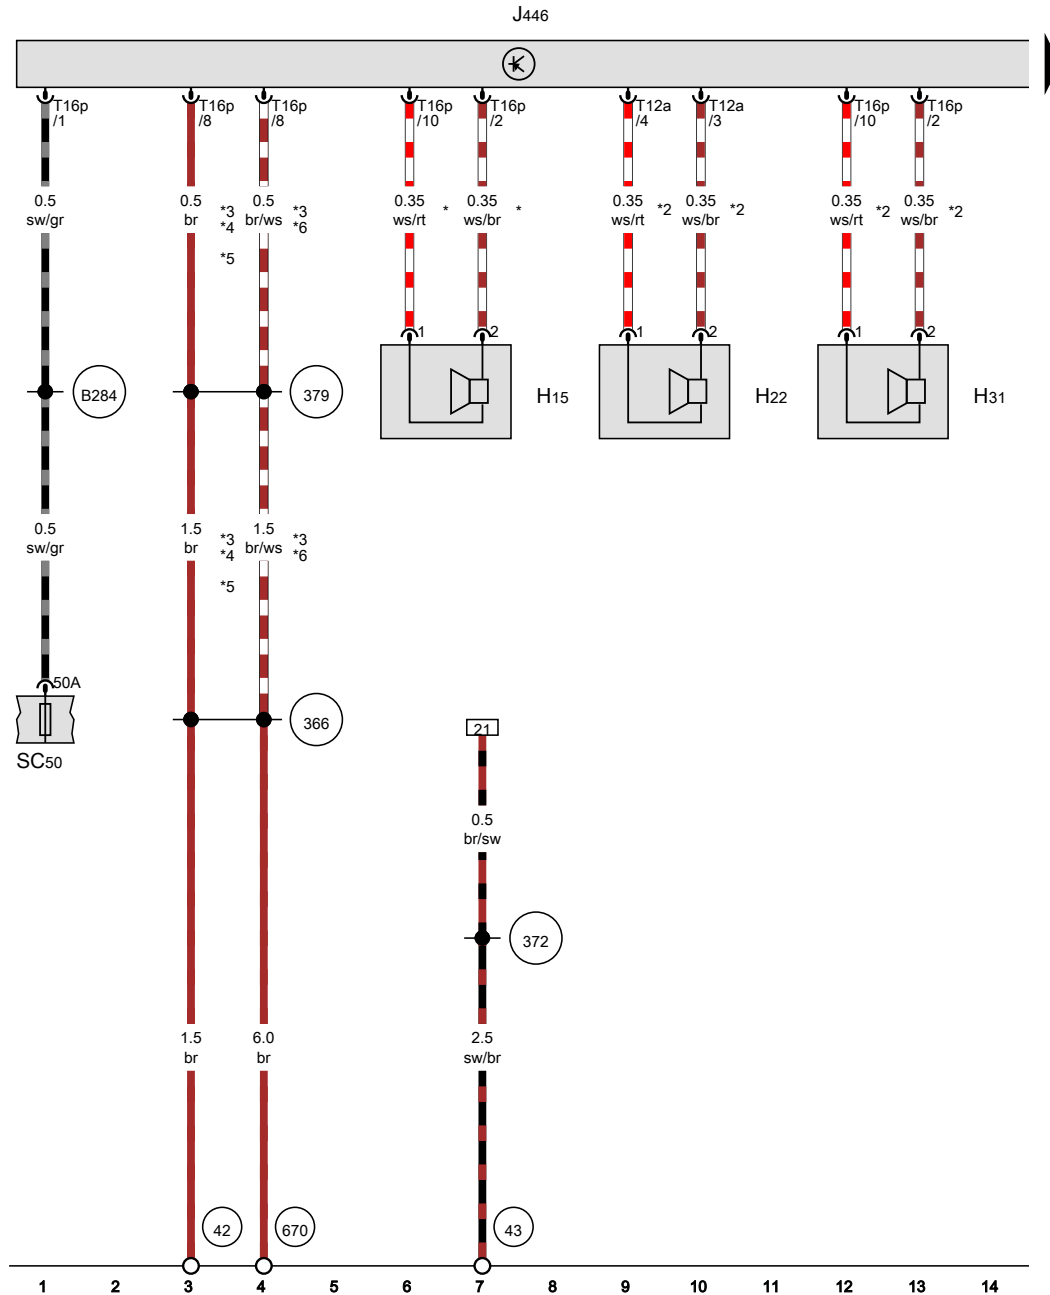 J446
T16p T16p T16p T16p T16p T12a T12a T16p T16p
/1 /8 /8 /10 /2 /4 /3 /10 /2
0.5 0.5 0.5 0.35 0.35 0.35 0.35 0.35 0.35
sw/gr br *3 br/ws *3 ws/rt * ws/br * ws/rt *2 ws/br *2 ws/rt *2 ws/br *2
*4 *6
*5
1 2 1 2 1 2
B284 379 H15 H22 H31
0.5 1.5 1.5
sw/gr br *3 br/ws *3
*4 *6
*5
50A
366 21
SC50
0.5
br/sw
372
1.5 6.0 2.5
br br sw/br
42 670 43
1 2 3 4 5 6 7 8 9 10 11 12 13 14